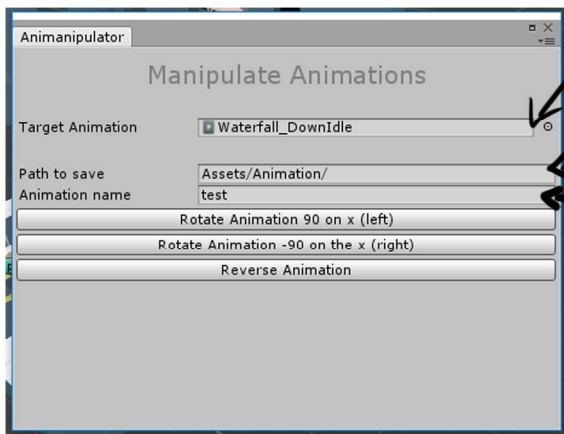 Animanipulator
Manipulate Animations
Target Animation Waterfall_DownIdle
Path to save Assets/Animation/
Animation name test
Rotate Animation 90 on x (left)
Rotate Animation -90 on the x (right)
Reverse Animation